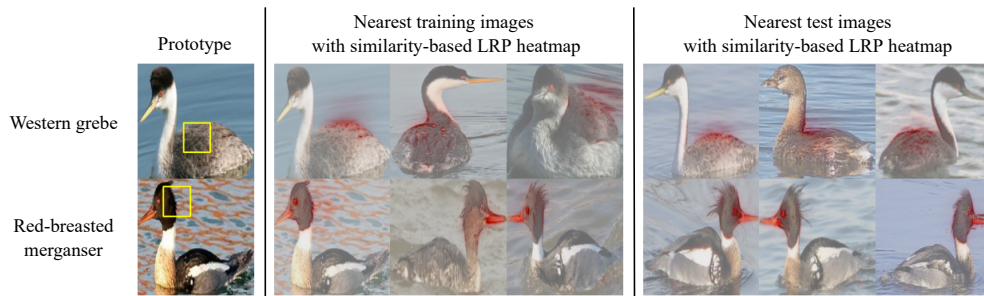 Prototype
Nearest training images
with similarity-based LRP heatmap
Nearest test images
with similarity-based LRP heatmap
Western grebe
Red-breasted
merganser